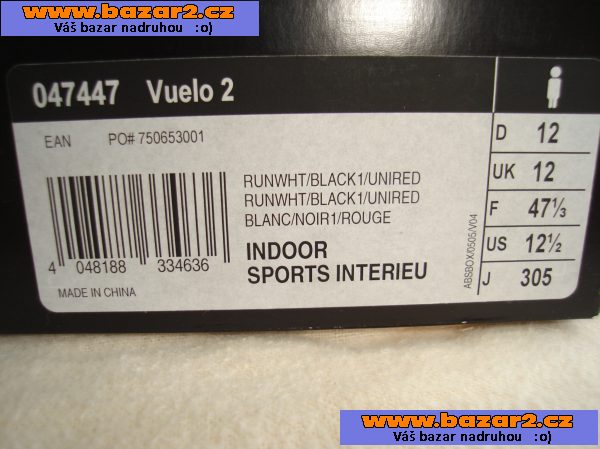 www.bazar2.cz
Váš bazar nadruhou :o)
047447 Vuelo 2
EAN PO# 750653001
RUNWHT/BLACK1/UNIRED
RUNWHT/BLACK1/UNIRED
BLANC/NOIR1/ROUGE
INDOOR
SPORTS INTERIEU
4 048188 334636
MADE IN CHINA
ABSBOX/0505/V04
D 12
UK 12
F 47⅓
US 12½
J 305
www.bazar2.cz
Váš bazar nadruhou :o)